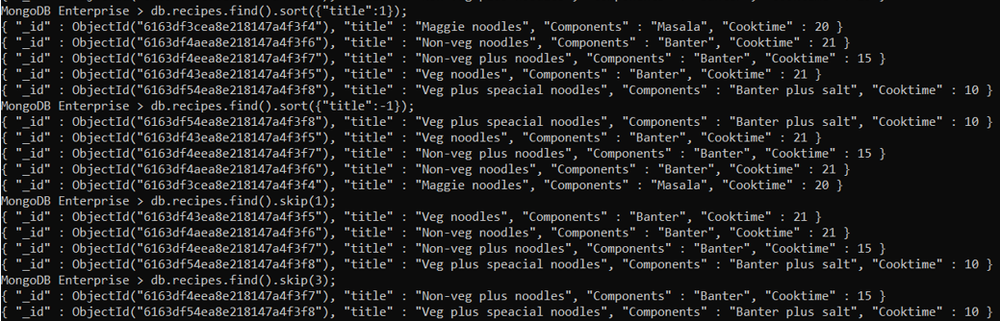 MongoDB Enterprise > db.recipes.find().sort({"title":1});
{ "_id" : ObjectId("6163df3cea8e218147a4f3f4"), "title" : "Maggie noodles", "Components" : "Masala", "Cooktime" : 20 }
{ "_id" : ObjectId("6163df4aea8e218147a4f3f6"), "title" : "Non-veg noodles", "Components" : "Banter", "Cooktime" : 21 }
{ "_id" : ObjectId("6163df4eea8e218147a4f3f7"), "title" : "Non-veg plus noodles", "Components" : "Banter", "Cooktime" : 15 }
{ "_id" : ObjectId("6163df43ea8e218147a4f3f5"), "title" : "Veg noodles", "Components" : "Banter", "Cooktime" : 21 }
{ "_id" : ObjectId("6163df54ea8e218147a4f3f8"), "title" : "Veg plus speacial noodles", "Components" : "Banter plus salt", "Cooktime" : 10 }
MongoDB Enterprise > db.recipes.find().sort({"title":-1});
{ "_id" : ObjectId("6163df54ea8e218147a4f3f8"), "title" : "Veg plus speacial noodles", "Components" : "Banter plus salt", "Cooktime" : 10 }
{ "_id" : ObjectId("6163df43ea8e218147a4f3f5"), "title" : "Veg noodles", "Components" : "Banter", "Cooktime" : 21 }
{ "_id" : ObjectId("6163df4eea8e218147a4f3f7"), "title" : "Non-veg plus noodles", "Components" : "Banter", "Cooktime" : 15 }
{ "_id" : ObjectId("6163df4aea8e218147a4f3f6"), "title" : "Non-veg noodles", "Components" : "Banter", "Cooktime" : 21 }
{ "_id" : ObjectId("6163df3cea8e218147a4f3f4"), "title" : "Maggie noodles", "Components" : "Masala", "Cooktime" : 20 }
MongoDB Enterprise > db.recipes.find().skip(1);
{ "_id" : ObjectId("6163df43ea8e218147a4f3f5"), "title" : "Veg noodles", "Components" : "Banter", "Cooktime" : 21 }
{ "_id" : ObjectId("6163df4aea8e218147a4f3f6"), "title" : "Non-veg noodles", "Components" : "Banter", "Cooktime" : 21 }
{ "_id" : ObjectId("6163df4eea8e218147a4f3f7"), "title" : "Non-veg plus noodles", "Components" : "Banter", "Cooktime" : 15 }
{ "_id" : ObjectId("6163df54ea8e218147a4f3f8"), "title" : "Veg plus speacial noodles", "Components" : "Banter plus salt", "Cooktime" : 10 }
MongoDB Enterprise > db.recipes.find().skip(3);
{ "_id" : ObjectId("6163df4eea8e218147a4f3f7"), "title" : "Non-veg plus noodles", "Components" : "Banter", "Cooktime" : 15 }
{ "_id" : ObjectId("6163df54ea8e218147a4f3f8"), "title" : "Veg plus speacial noodles", "Components" : "Banter plus salt", "Cooktime" : 10 }